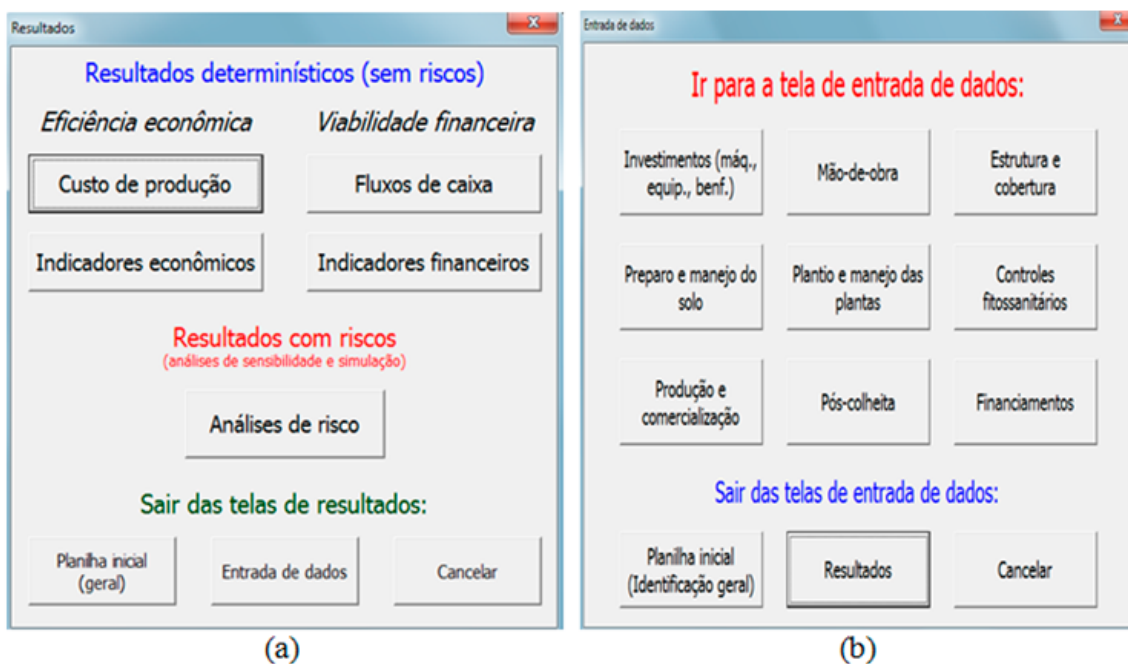 Resultados
Resultados determinísticos (sem riscos)
Eficiência econômica
Viabilidade financeira
Custo de produção
Fluxos de caixa
Indicadores econômicos
Indicadores financeiros
Resultados com riscos
(análises de sensibilidade e simulação)
Análises de risco
Sair das telas de resultados:
Planilha inicial
(geral)
Entrada de dados
Cancelar
(a)
Entrada de dados
Ir para a tela de entrada de dados:
Investimentos (máq.,
equip., benf.)
Mão-de-obra
Estrutura e
cobertura
Preparo e manejo do
solo
Plantio e manejo das
plantas
Controles
fitossanitários
Produção e
comercialização
Pós-colheita
Financiamentos
Sair das telas de entrada de dados:
Planilha inicial
(Identificação geral)
Resultados
Cancelar
(b)